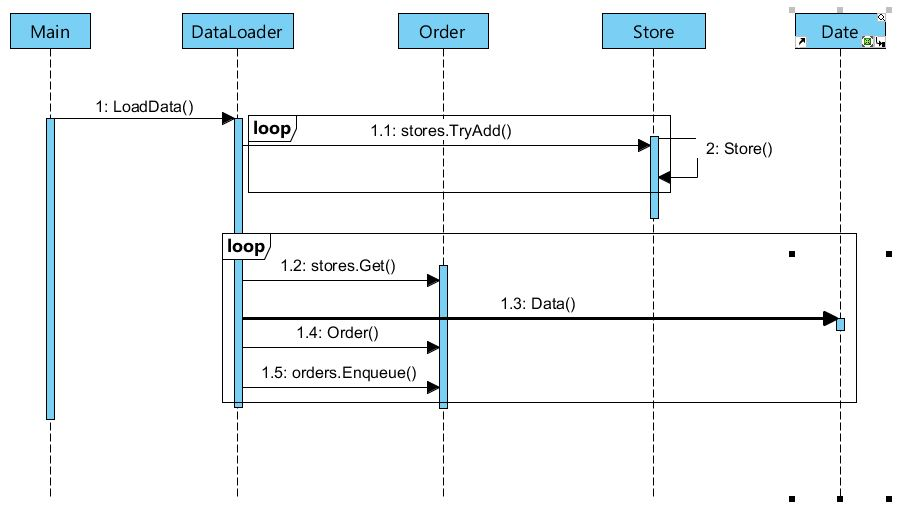 Main
DataLoader
Order
Store
Date
1: LoadData()
loop
1.1: stores.TryAdd()
2: Store()
loop
1.2: stores.Get()
1.3: Data()
1.4: Order()
1.5: orders.Enqueue()